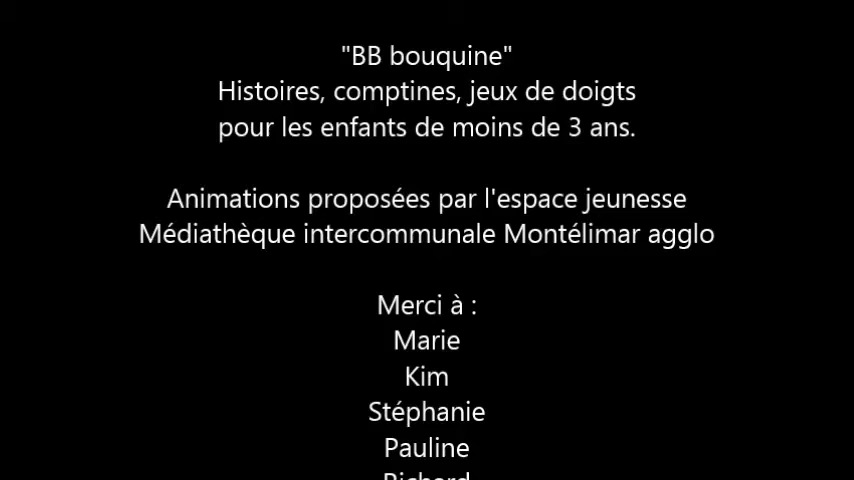 "BB bouquine"
Histoires, comptines, jeux de doigts
pour les enfants de moins de 3 ans.
Animations proposées par l'espace jeunesse
Médiathèque intercommunale Montélimar agglo
Merci à :
Marie
Kim
Stéphanie
Pauline
Richard